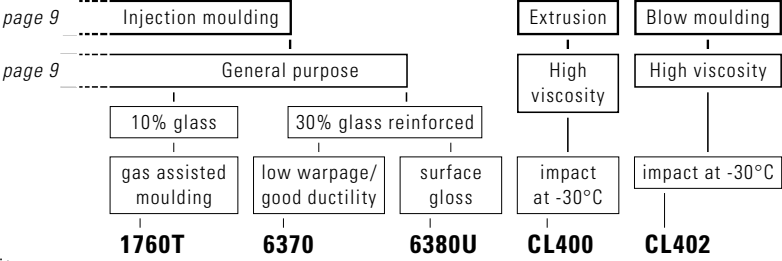 page 9 Injection moulding Extrusion Blow moulding
page 9 General purpose High viscosity High viscosity
10% glass 30% glass reinforced
gas assisted moulding low warpage/ good ductility surface gloss impact at -30°C impact at -30°C
1760T 6370 6380U CL400 CL402